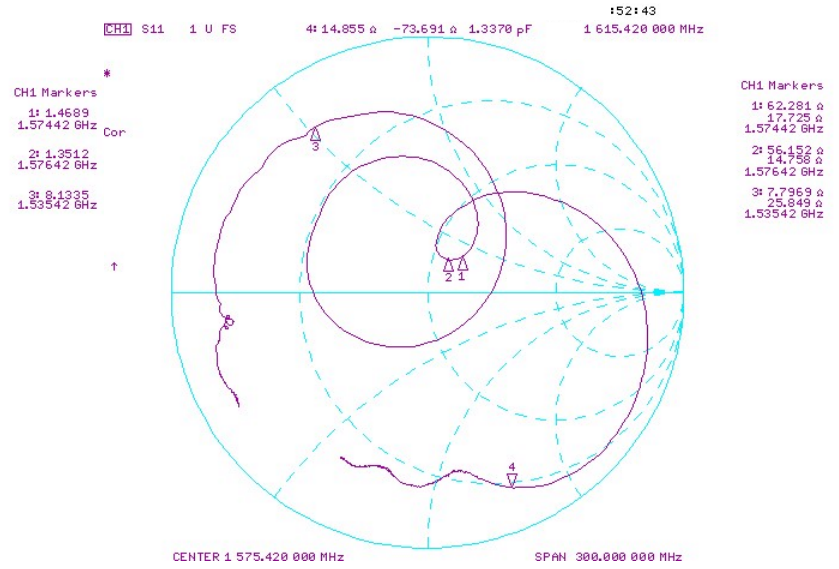 :52:43
CH1 S11 1 U FS 4: 14.855 Ω -73.691 Ω 1.3370 pF 1 615.420 000 MHz
*
CH1 Markers
1: 1.4689
1.57442 GHz
Cor
2: 1.3512
1.57642 GHz
3: 8.1335
1.53542 GHz
↑
CH1 Markers
1: 62.281 Ω
17.725 Ω
1.57442 GHz
2: 56.152 Ω
14.758 Ω
1.57642 GHz
3: 7.7969 Ω
25.849 Ω
1.53542 GHz
3
2 1
4
CENTER 1 575.420 000 MHz SPAN 300.000 000 MHz